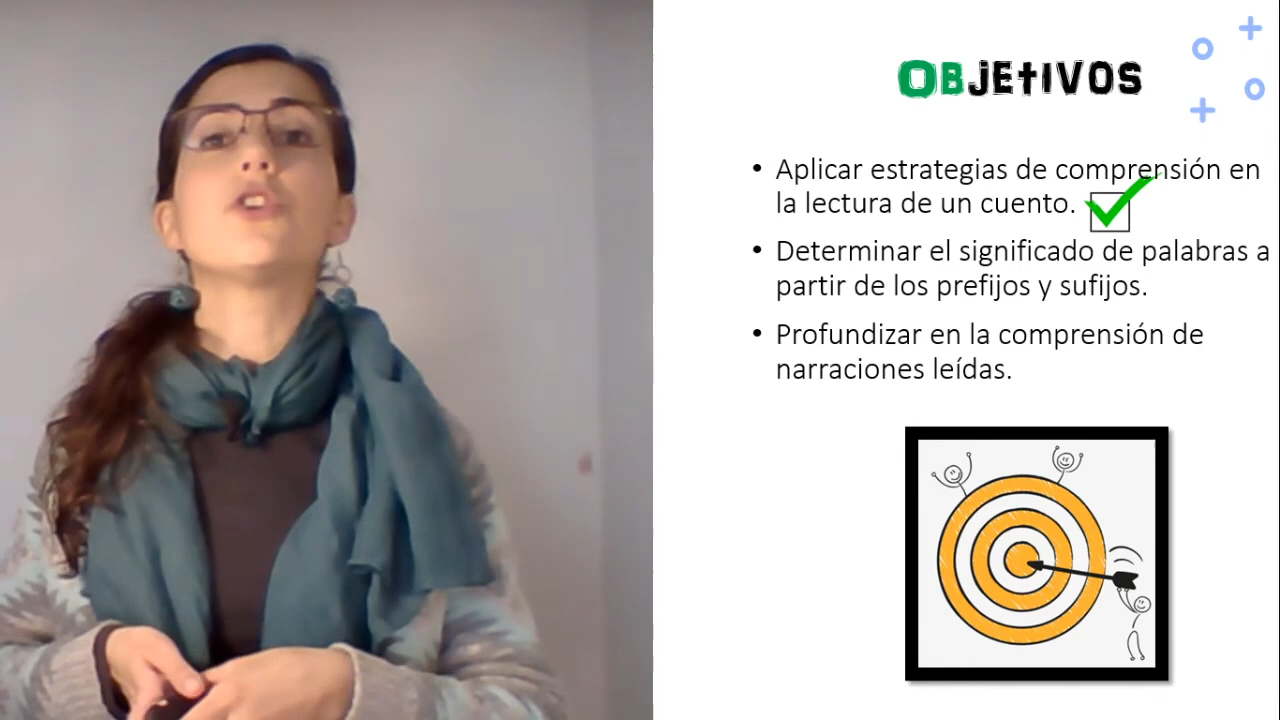 OBJETIVOS
• Aplicar estrategias de comprensión en
la lectura de un cuento.
• Determinar el significado de palabras a
partir de los prefijos y sufijos.
• Profundizar en la comprensión de
narraciones leídas.